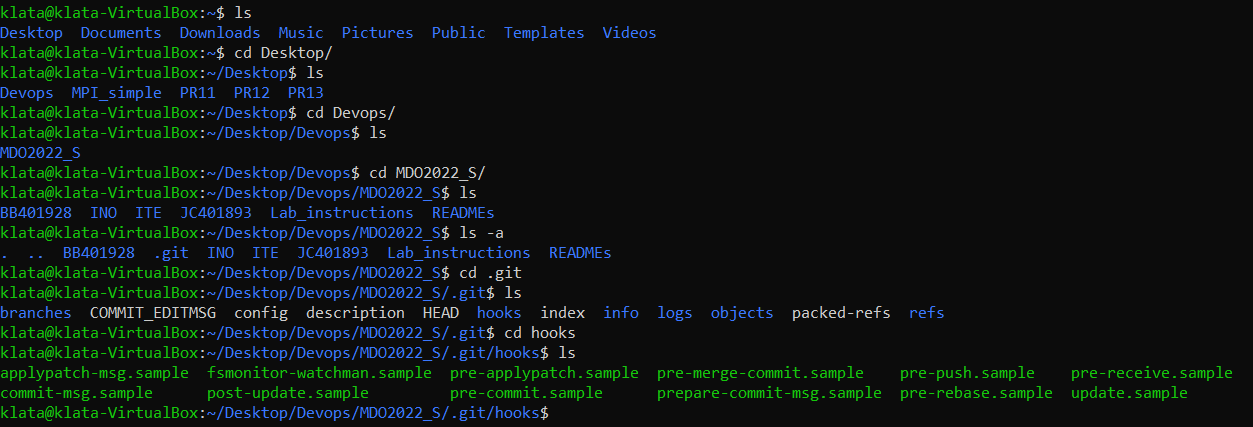 klata@klata-VirtualBox:~$ ls
Desktop  Documents  Downloads  Music  Pictures  Public  Templates  Videos
klata@klata-VirtualBox:~$ cd Desktop/
klata@klata-VirtualBox:~/Desktop$ ls
Devops  MPI_simple  PR11  PR12  PR13
klata@klata-VirtualBox:~/Desktop$ cd Devops/
klata@klata-VirtualBox:~/Desktop/Devops$ ls
MDO2022_S
klata@klata-VirtualBox:~/Desktop/Devops$ cd MDO2022_S/
klata@klata-VirtualBox:~/Desktop/Devops/MDO2022_S$ ls
BB401928  INO  ITE  JC401893  Lab_instructions  READMEs
klata@klata-VirtualBox:~/Desktop/Devops/MDO2022_S$ ls -a
.  ..  BB401928  .git  INO  ITE  JC401893  Lab_instructions  READMEs
klata@klata-VirtualBox:~/Desktop/Devops/MDO2022_S$ cd .git
klata@klata-VirtualBox:~/Desktop/Devops/MDO2022_S/.git$ ls
branches  COMMIT_EDITMSG  config  description  HEAD  hooks  index  info  logs  objects  packed-refs  refs
klata@klata-VirtualBox:~/Desktop/Devops/MDO2022_S/.git$ cd hooks
klata@klata-VirtualBox:~/Desktop/Devops/MDO2022_S/.git/hooks$ ls
applypatch-msg.sample  fsmonitor-watchman.sample  pre-applypatch.sample  pre-merge-commit.sample    pre-push.sample    pre-receive.sample
commit-msg.sample      post-update.sample         pre-commit.sample      prepare-commit-msg.sample  pre-rebase.sample  update.sample
klata@klata-VirtualBox:~/Desktop/Devops/MDO2022_S/.git/hooks$